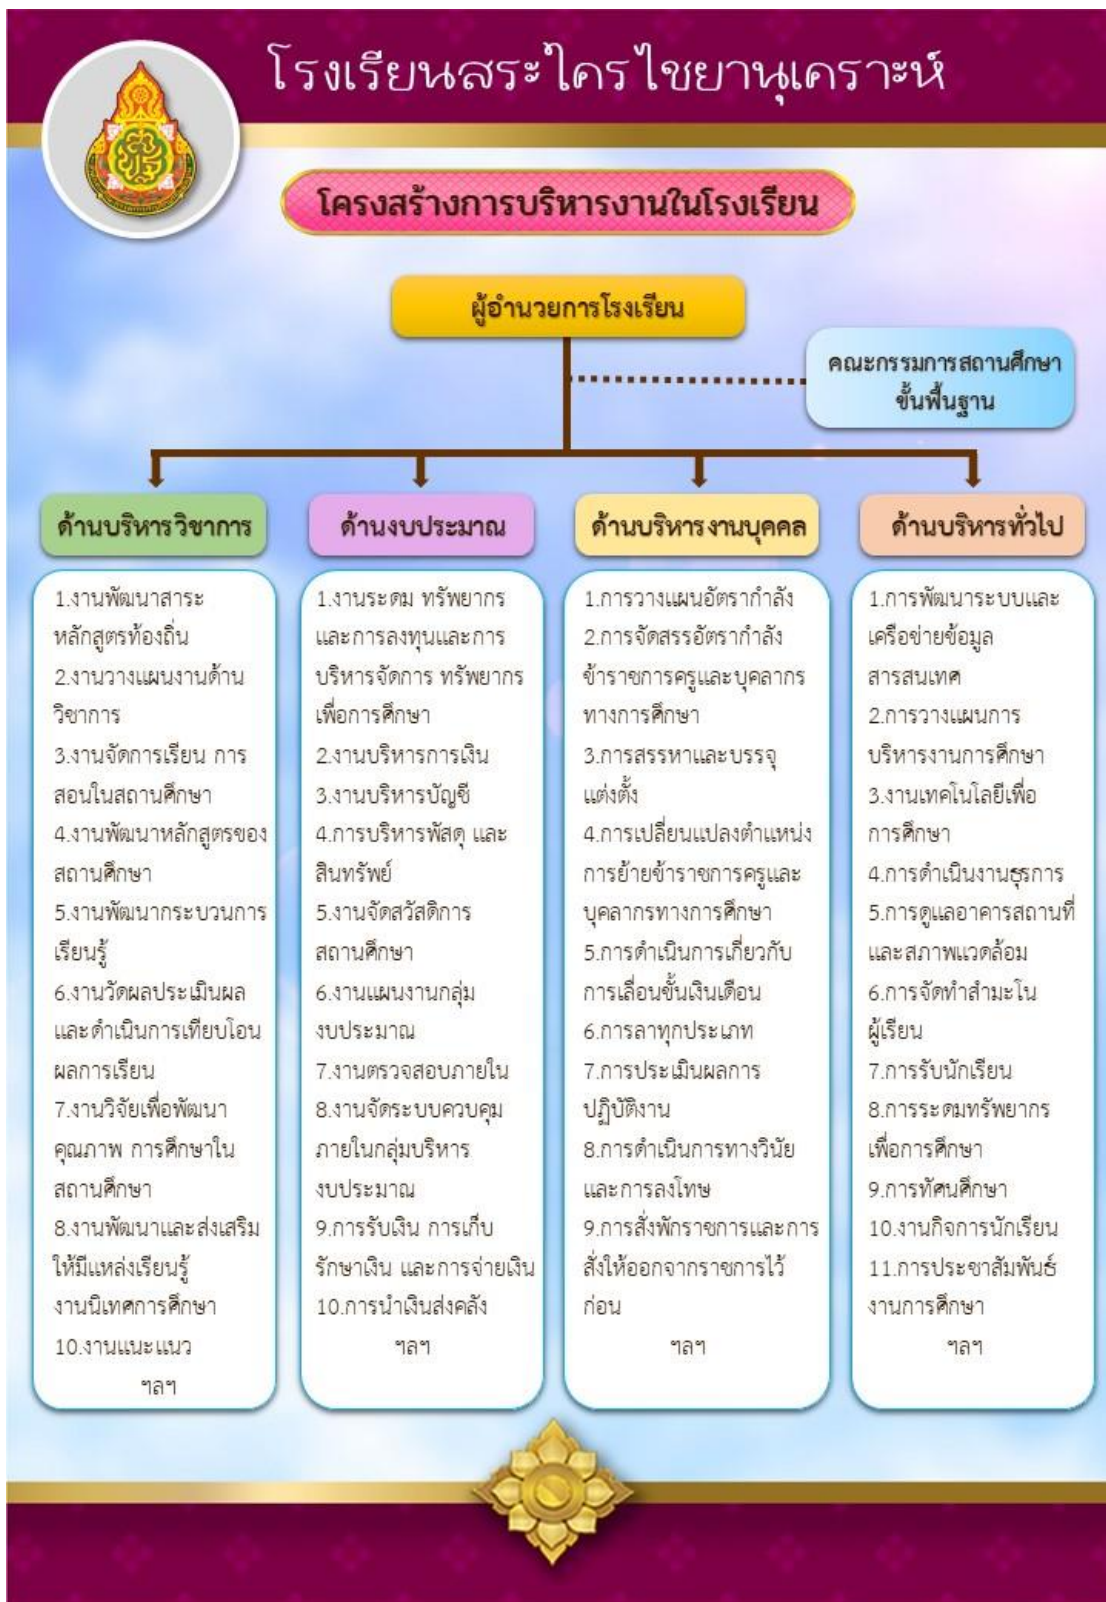 โรงเรียนสระใครไชยานุเคราะห์
โครงสร้างการบริหารงานในโรงเรียน
ผู้อำนวยการโรงเรียน
คณะกรรมการสถานศึกษา
ขั้นพื้นฐาน
ด้านบริหารวิชาการ
1.งานพัฒนาสาระ
หลักสูตรท้องถิ่น
2.งานวางแผนงานด้าน
วิชาการ
3.งานจัดการเรียน การ
สอนในสถานศึกษา
4.งานพัฒนาหลักสูตรของ
สถานศึกษา
5.งานพัฒนากระบวนการ
เรียนรู้
6.งานวัดผลประเมินผล
และดำเนินการเทียบโอน
ผลการเรียน
7.งานวิจัยเพื่อพัฒนา
คุณภาพ การศึกษาใน
สถานศึกษา
8.งานพัฒนาและส่งเสริม
ให้มีแหล่งเรียนรู้
งานนิเทศการศึกษา
10.งานแนะแนว
ฯลฯ
ด้านงบประมาณ
1.งานระดม ทรัพยากร
และการลงทุนและการ
บริหารจัดการ ทรัพยากร
เพื่อการศึกษา
2.งานบริหารการเงิน
3.งานบริหารบัญชี
4.การบริหารพัสดุ และ
สินทรัพย์
5.งานจัดสวัสดิการ
สถานศึกษา
6.งานแผนงานกลุ่ม
งบประมาณ
7.งานตรวจสอบภายใน
8.งานจัดระบบควบคุม
ภายในกลุ่มบริหาร
งบประมาณ
9.การรับเงิน การเก็บ
รักษาเงิน และการจ่ายเงิน
10.การนำเงินส่งคลัง
ฯลฯ
ด้านบริหารงานบุคคล
1.การวางแผนอัตรากำลัง
2.การจัดสรรอัตรากำลัง
ข้าราชการครูและบุคลากร
ทางการศึกษา
3.การสรรหาและบรรจุ
แต่งตั้ง
4.การเปลี่ยนแปลงตำแหน่ง
การย้ายข้าราชการครูและ
บุคลากรทางการศึกษา
5.การดำเนินการเกี่ยวกับ
การเลื่อนขั้นเงินเดือน
6.การลาทุกประเภท
7.การประเมินผลการ
ปฏิบัติงาน
8.การดำเนินการทางวินัย
และการลงโทษ
9.การสั่งพักราชการและการ
สั่งให้ออกจากราชการไว้
ก่อน
ฯลฯ
ด้านบริหารทั่วไป
1.การพัฒนาระบบและ
เครือข่ายข้อมูล
สารสนเทศ
2.การวางแผนการ
บริหารงานการศึกษา
3.งานเทคโนโลยีเพื่อ
การศึกษา
4.การดำเนินงานธุรการ
5.การดูแลอาคารสถานที่
และสภาพแวดล้อม
6.การจัดทำสำมะโน
ผู้เรียน
7.การรับนักเรียน
8.การระดมทรัพยากร
เพื่อการศึกษา
9.การทัศนศึกษา
10.งานกิจการนักเรียน
11.การประชาสัมพันธ์
งานการศึกษา
ฯลฯ